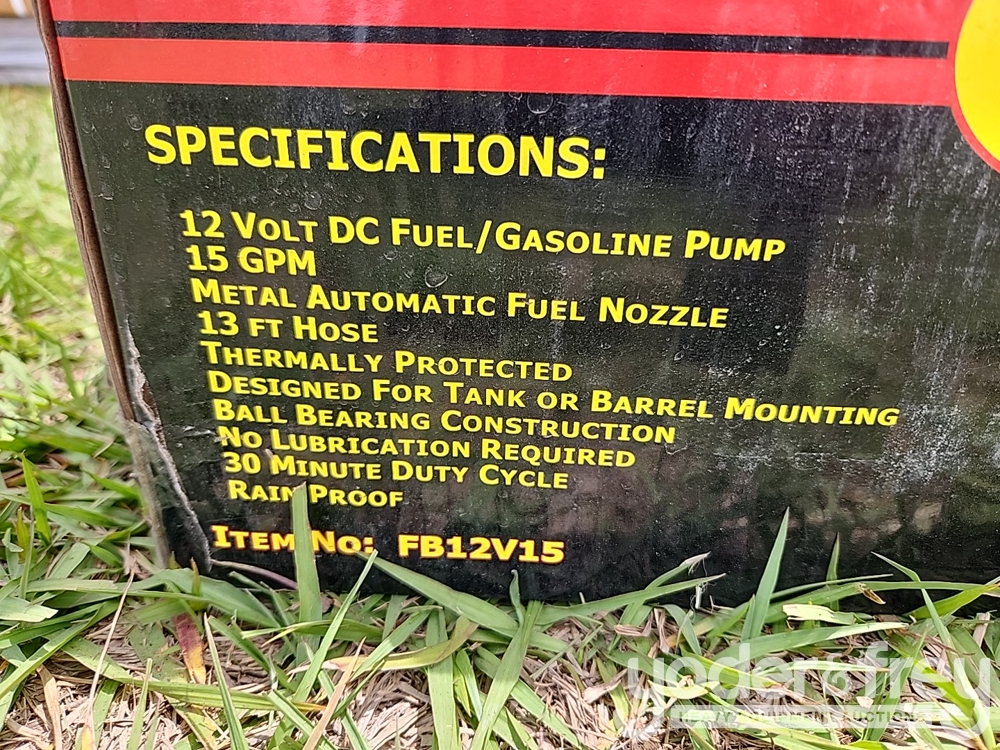 SPECIFICATIONS:
12 VOLT DC FUEL/GASOLINE PUMP
15 GPM
METAL AUTOMATIC FUEL NOZZLE
13 FT HOSE
THERMALLY PROTECTED
DESIGNED FOR TANK OR BARREL MOUNTING
BALL BEARING CONSTRUCTION
NO LUBRICATION REQUIRED
30 MINUTE DUTY CYCLE
RAIN PROOF
ITEM NO: FB12V15
yoder&frey